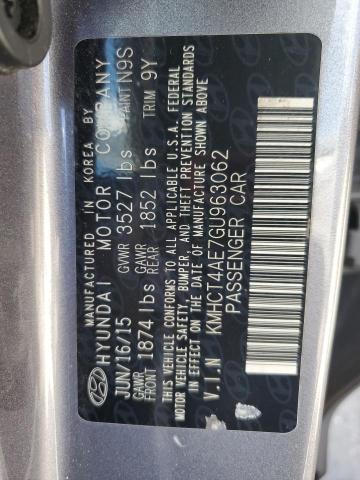 MANUFACTURED IN KOREA BY
HYUNDAI MOTOR COMPANY
JUN/16/15 GVWR 3527 lbs PAINT N9S
GAWR FRONT 1874 lbs GAWR REAR 1852 lbs TRIM 9Y
THIS VEHICLE CONFORMS TO ALL APPLICABLE U.S.A. FEDERAL
MOTOR VEHICLE SAFETY, BUMPER, AND THEFT PREVENTION STANDARDS
IN EFFECT ON THE DATE OF MANUFACTURE SHOWN ABOVE
V.I.N KMHCT4AE7GU963062
PASSENGER CAR